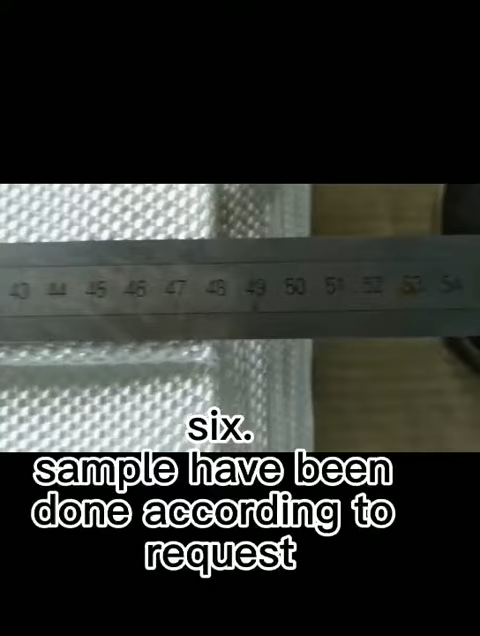 43 44 45 46 47 48 49 50 51 52 53 54
six.
sample have been
done according to
request